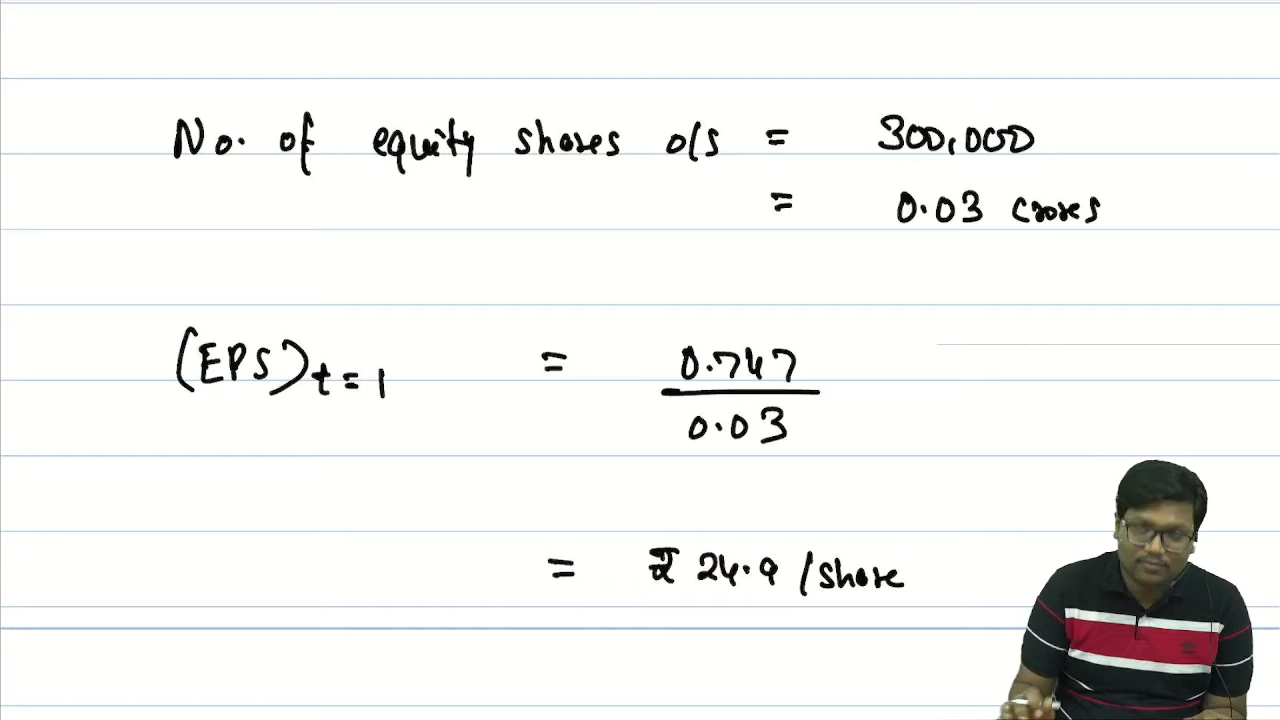 No. of equity shares o/s = 300,000
= 0.03 crores
(EPS)t=1 = 0.747
0.03
= ₹ 24.9 /share